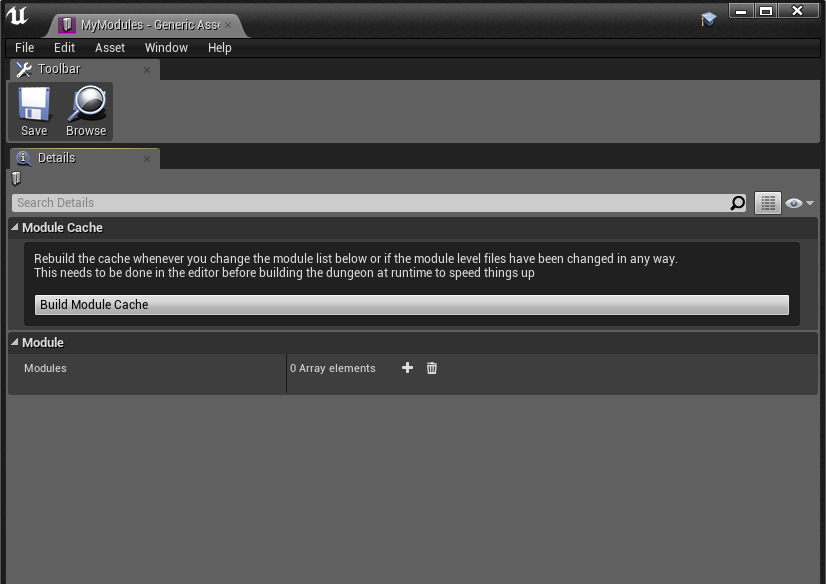 MyModules - Generic Asse
File Edit Asset Window Help
Toolbar
Save Browse
Details
Search Details
Module Cache
Rebuild the cache whenever you change the module list below or if the module level files have been changed in any way.
This needs to be done in the editor before building the dungeon at runtime to speed things up
Build Module Cache
Module
Modules 0 Array elements